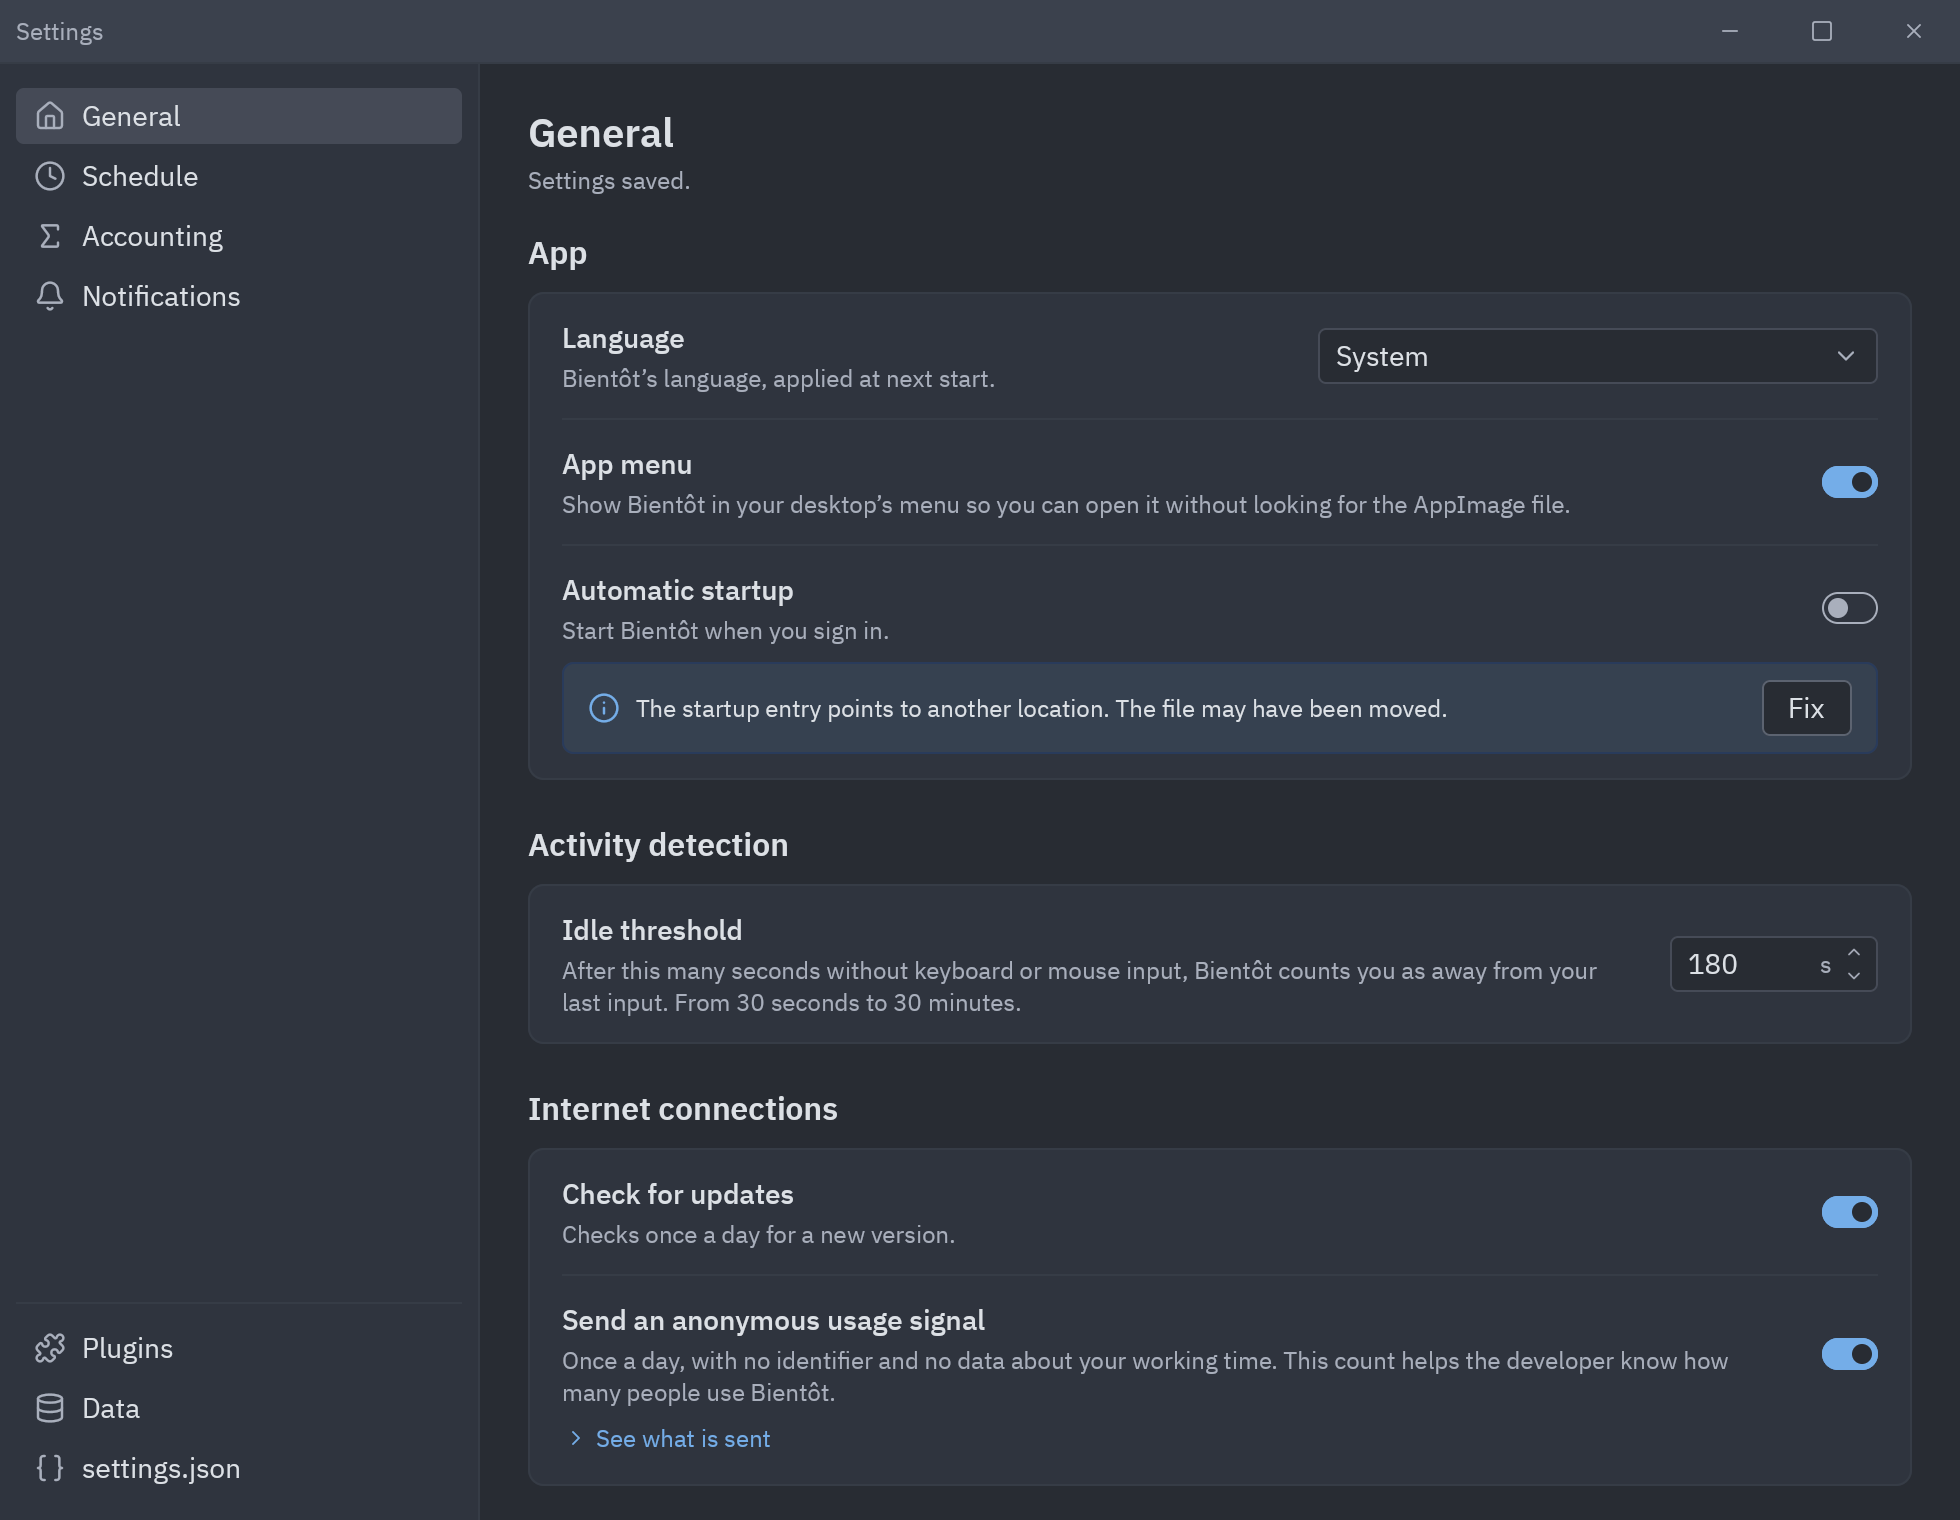 Settings
General
Schedule
Accounting
Notifications
Plugins
Data
settings.json
General
Settings saved.
App
Language
Bientôt’s language, applied at next start.
System
App menu
Show Bientôt in your desktop’s menu so you can open it without looking for the AppImage file.
Automatic startup
Start Bientôt when you sign in.
The startup entry points to another location. The file may have been moved.
Fix
Activity detection
Idle threshold
After this many seconds without keyboard or mouse input, Bientôt counts you as away from your
last input. From 30 seconds to 30 minutes.
180 s
Internet connections
Check for updates
Checks once a day for a new version.
Send an anonymous usage signal
Once a day, with no identifier and no data about your working time. This count helps the developer know how
many people use Bientôt.
See what is sent